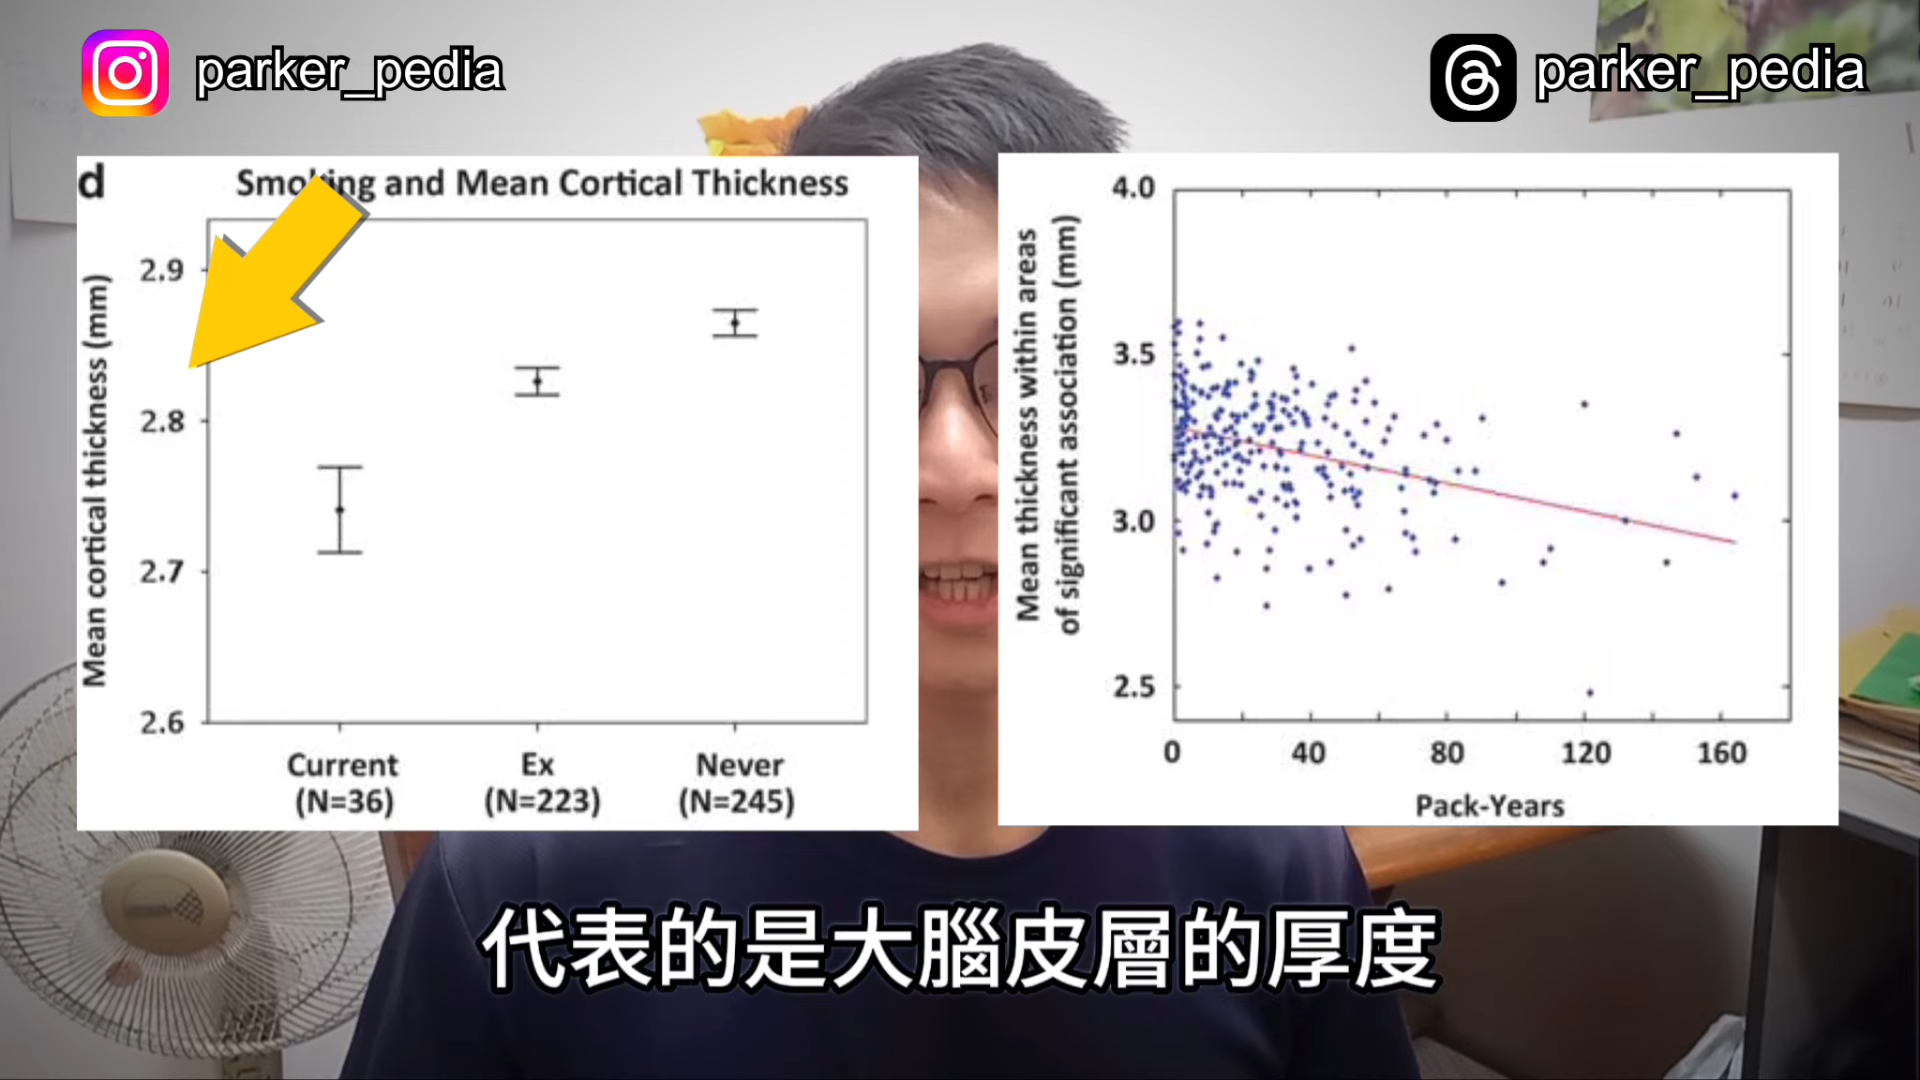 parker_pedia
parker_pedia
d
Smoking and Mean Cortical Thickness
Mean cortical thickness (mm)
2.9
2.8
2.7
2.6
Current
(N=36)
Ex
(N=223)
Never
(N=245)
Mean thickness within areas
of significant association (mm)
4.0
3.5
3.0
2.5
0
40
80
120
160
Pack-Years
代表的是大腦皮層的厚度